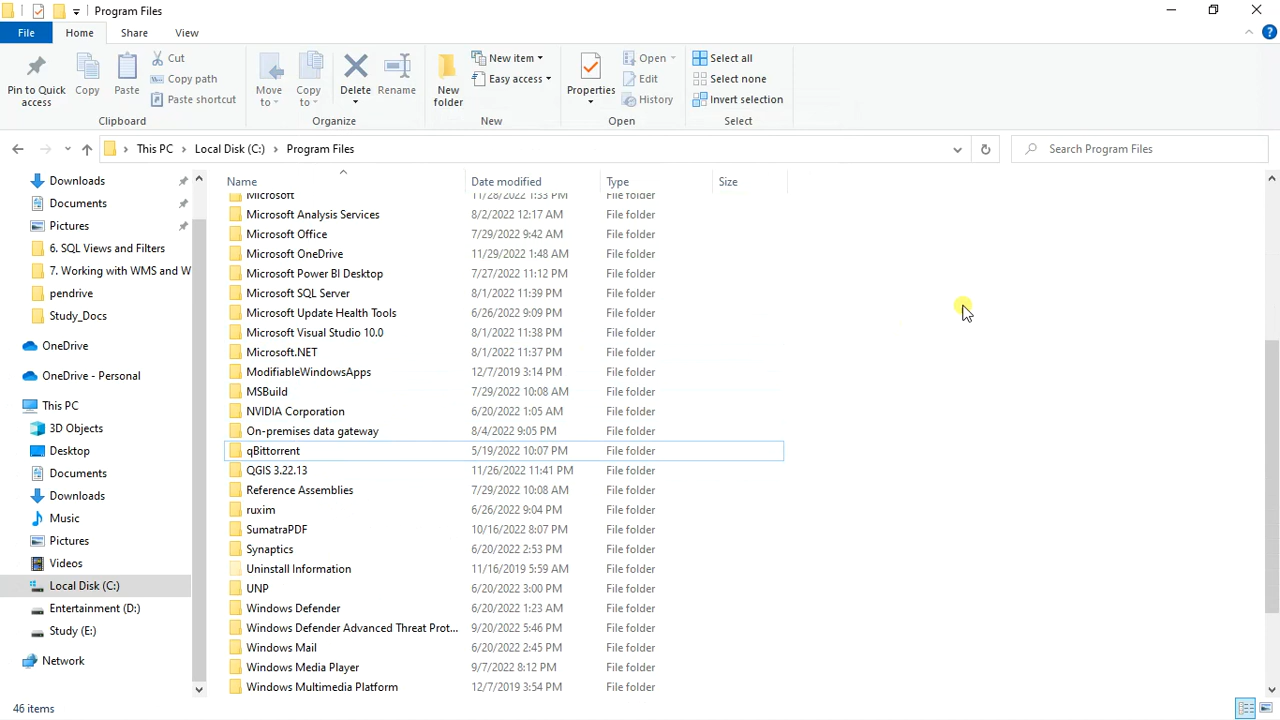 Program Files
File Home Share View
Pin to Quick access
Copy
Paste
Cut
Copy path
Paste shortcut
Clipboard
Move to
Copy to
Delete
Rename
Organize
New folder
New item
Easy access
New
Properties
Open
Edit
History
Open
Select all
Select none
Invert selection
Select
This PC > Local Disk (C:) > Program Files
Search Program Files
Downloads
Documents
Pictures
6. SQL Views and Filters
7. Working with WMS and W
pendrive
Study_Docs
OneDrive
OneDrive - Personal
This PC
3D Objects
Desktop
Documents
Downloads
Music
Pictures
Videos
Local Disk (C:)
Entertainment (D:)
Study (E:)
Network
Name Date modified Type Size
Microsoft 11/28/2022 1:33 PM File folder
Microsoft Analysis Services 8/2/2022 12:17 AM File folder
Microsoft Office 7/29/2022 9:42 AM File folder
Microsoft OneDrive 11/29/2022 1:48 AM File folder
Microsoft Power BI Desktop 7/27/2022 11:12 PM File folder
Microsoft SQL Server 8/1/2022 11:39 PM File folder
Microsoft Update Health Tools 6/26/2022 9:09 PM File folder
Microsoft Visual Studio 10.0 8/1/2022 11:38 PM File folder
Microsoft.NET 8/1/2022 11:37 PM File folder
ModifiableWindowsApps 12/7/2019 3:14 PM File folder
MSBuild 7/29/2022 10:08 AM File folder
NVIDIA Corporation 6/20/2022 1:05 AM File folder
On-premises data gateway 8/4/2022 9:05 PM File folder
qBittorrent 5/19/2022 10:07 PM File folder
QGIS 3.22.13 11/26/2022 11:41 PM File folder
Reference Assemblies 7/29/2022 10:08 AM File folder
ruxim 6/26/2022 9:04 PM File folder
SumatraPDF 10/16/2022 8:07 PM File folder
Synaptics 6/20/2022 2:53 PM File folder
Uninstall Information 11/16/2019 5:59 AM File folder
UNP 6/20/2022 3:00 PM File folder
Windows Defender 6/20/2022 1:23 AM File folder
Windows Defender Advanced Threat Prot... 9/20/2022 5:46 PM File folder
Windows Mail 6/20/2022 2:45 PM File folder
Windows Media Player 9/7/2022 8:12 PM File folder
Windows Multimedia Platform 12/7/2019 3:54 PM File folder
46 items